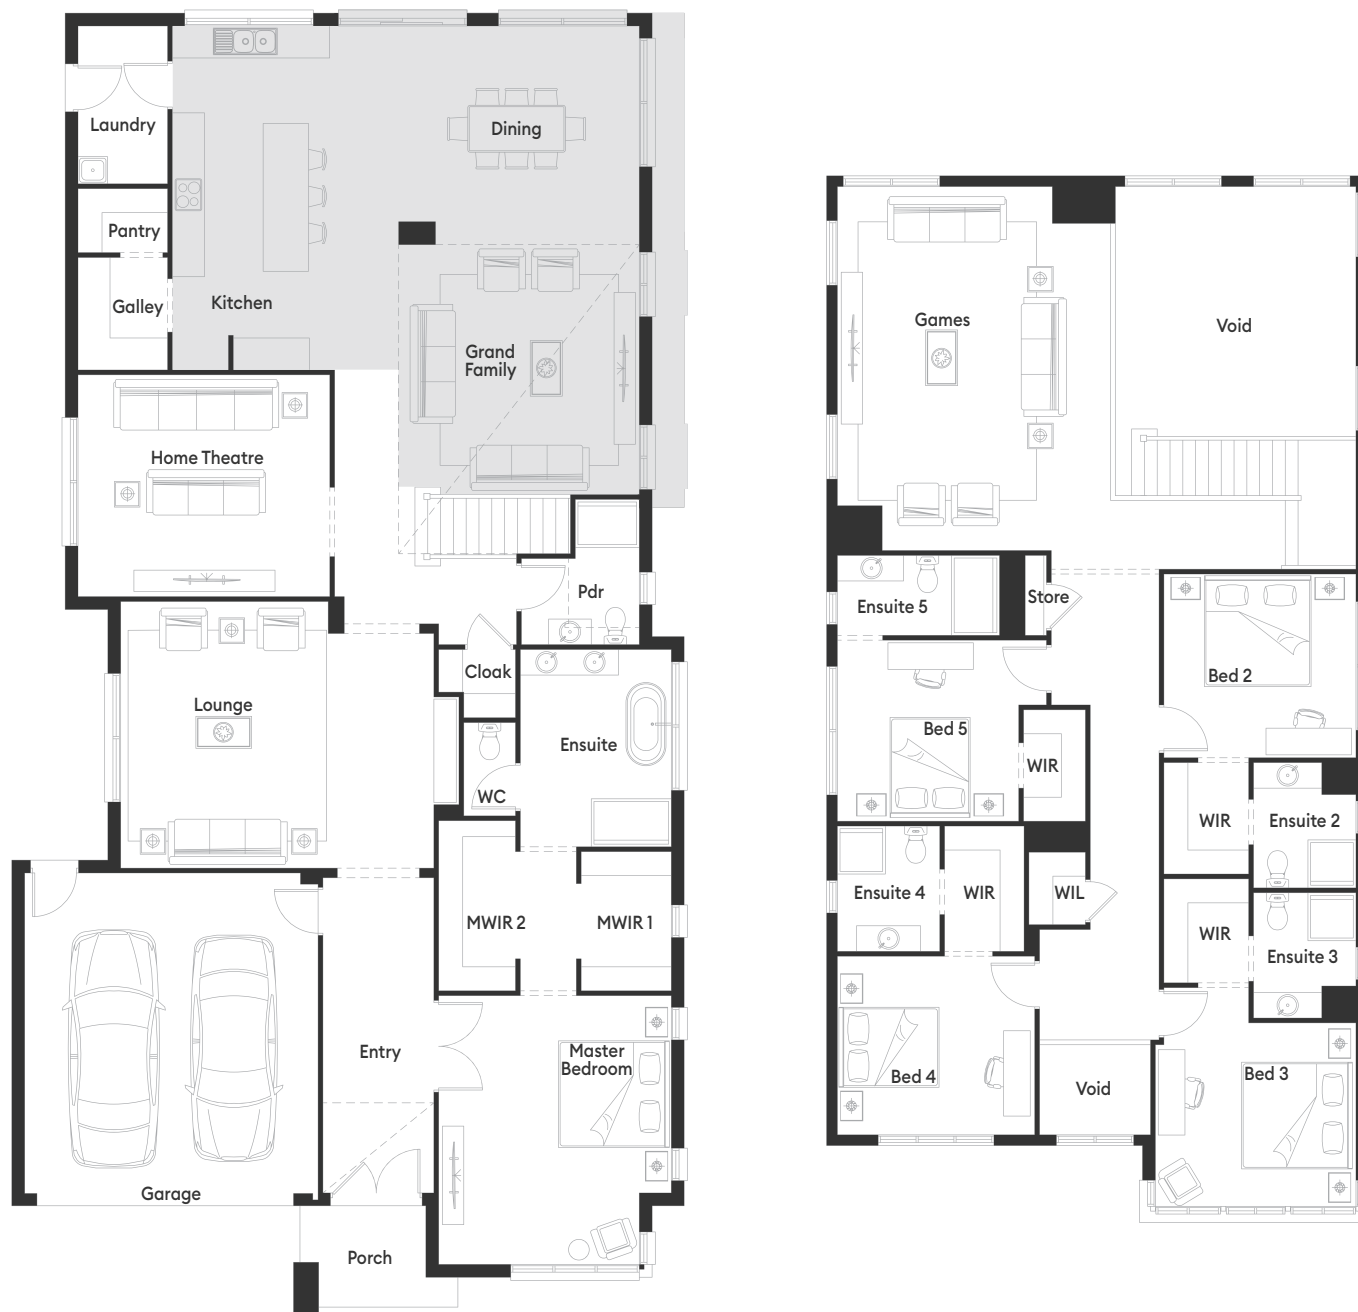 Laundry
Dining
Pantry
Galley
Kitchen
Grand
Family
Home Theatre
Pdr
Cloak
Lounge
Ensuite
WC
MWIR 2
MWIR 1
Entry
Master
Bedroom
Garage
Porch
Games
Void
Ensuite 5
Store
Bed 2
Bed 5
WIR
WIR
Ensuite 2
Ensuite 4
WIR
WIL
WIR
Ensuite 3
Bed 4
Void
Bed 3